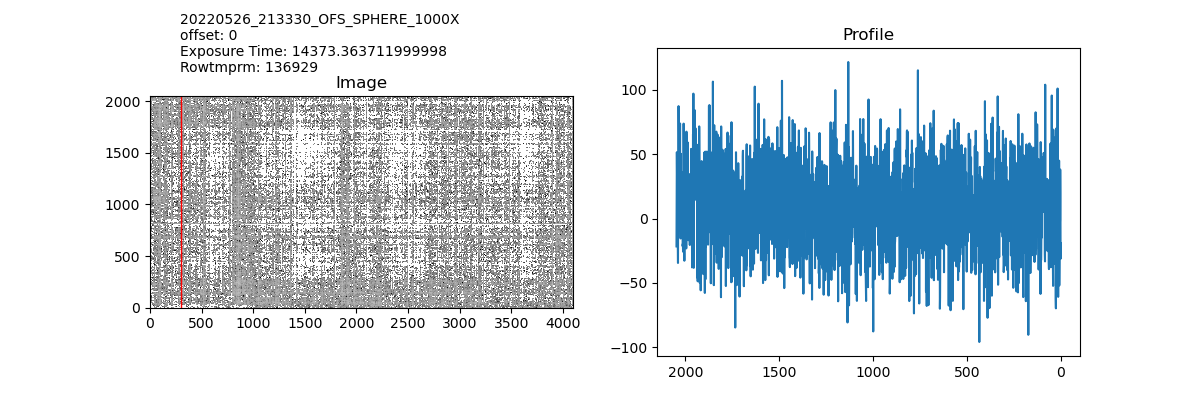 20220526_213330_OFS_SPHERE_1000X
offset: 0
Exposure Time: 14373.363711999998
Rowtmprm: 136929
Image
Profile
2000
1500
1000
500
0
0 500 1000 1500 2000 2500 3000 3500 4000
100
50
0
−50
−100
2000 1500 1000 500 0